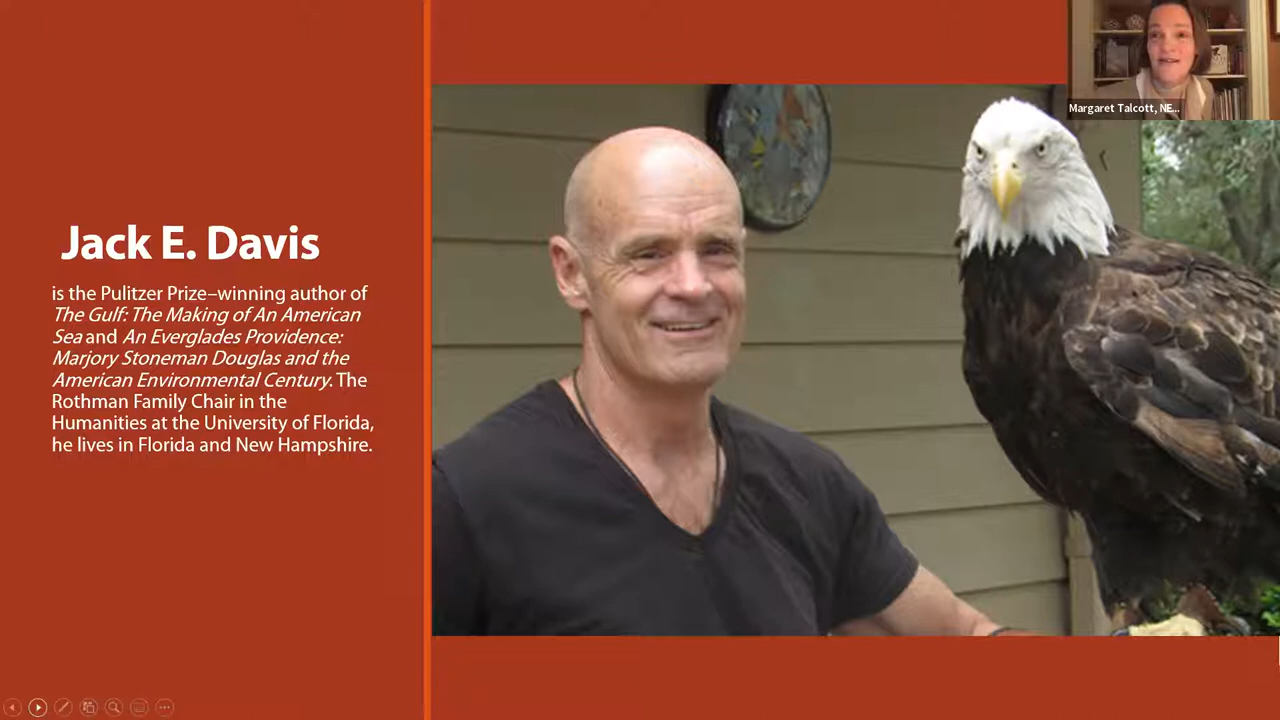 Jack E. Davis
is the Pulitzer Prize–winning author of
The Gulf: The Making of An American
Sea and An Everglades Providence:
Marjory Stoneman Douglas and the
American Environmental Century. The
Rothman Family Chair in the
Humanities at the University of Florida,
he lives in Florida and New Hampshire.
Margaret Talcott, NE...